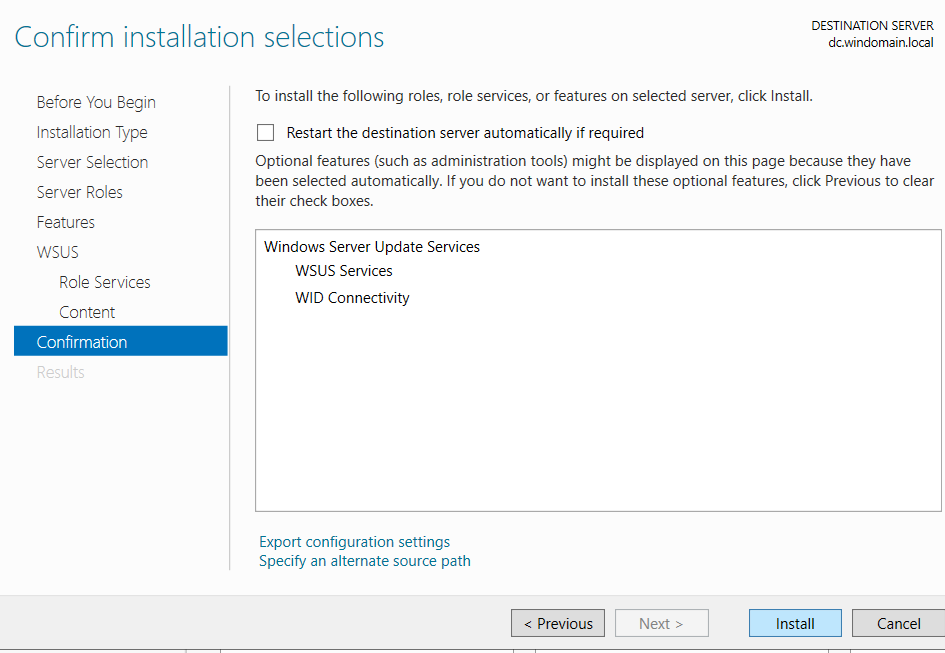 Confirm installation selections
DESTINATION SERVER
dc.windomain.local
Before You Begin
Installation Type
Server Selection
Server Roles
Features
WSUS
Role Services
Content
Confirmation
Results
To install the following roles, role services, or features on selected server, click Install.
Restart the destination server automatically if required
Optional features (such as administration tools) might be displayed on this page because they have
been selected automatically. If you do not want to install these optional features, click Previous to clear
their check boxes.
Windows Server Update Services
WSUS Services
WID Connectivity
Export configuration settings
Specify an alternate source path
< Previous
Next >
Install
Cancel